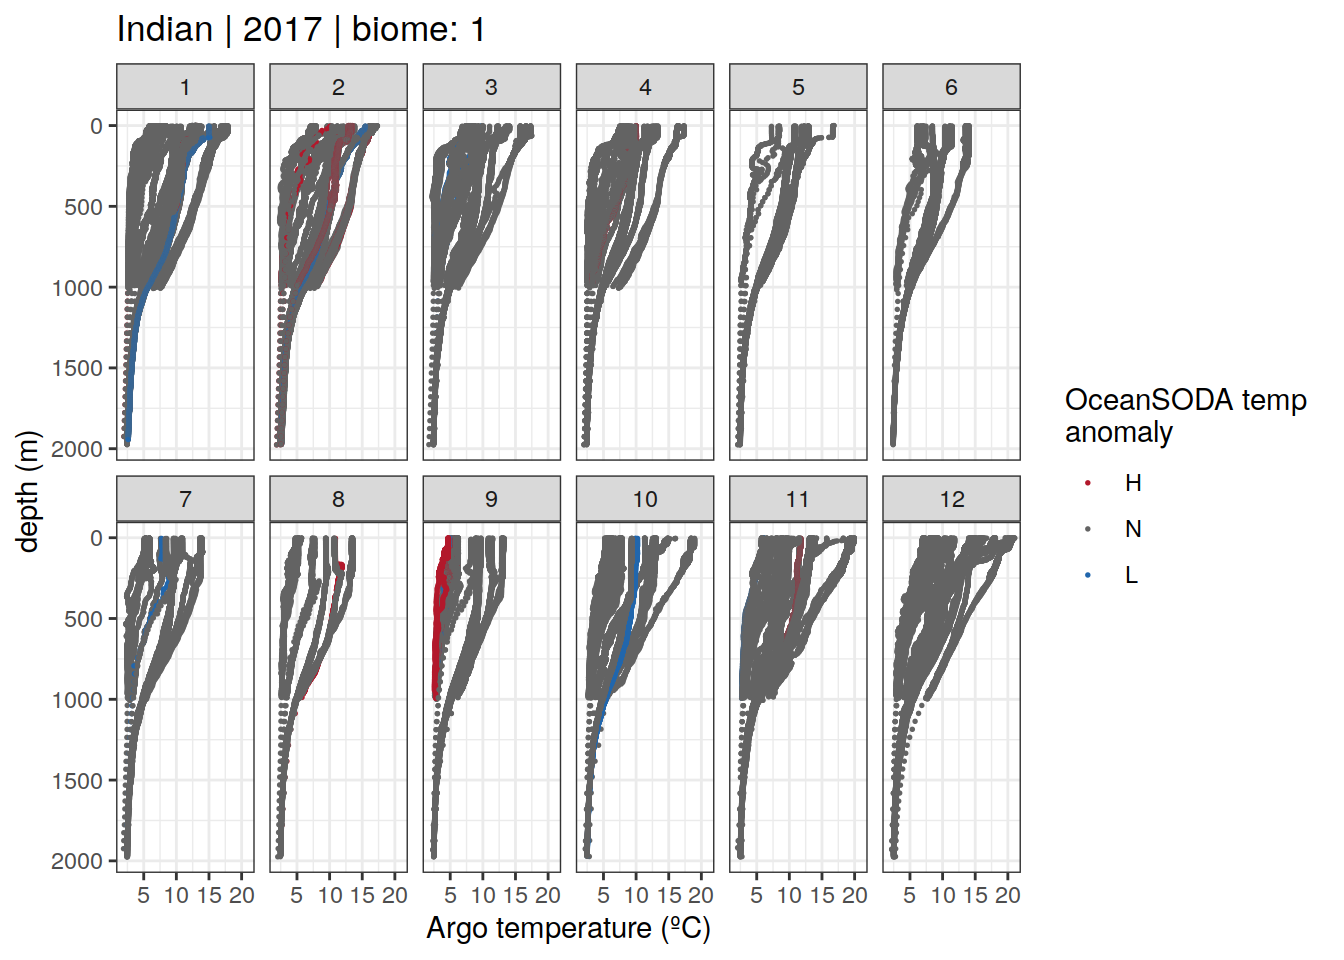 Indian | 2017 | biome: 1
1 2 3 4 5 6
0
500
1000
1500
2000
7 8 9 10 11 12
0
500
1000
1500
2000
5 10 15 20 5 10 15 20 5 10 15 20 5 10 15 20 5 10 15 20 5 10 15 20
Argo temperature (ºC)
depth (m)
OceanSODA temp
anomaly
H
N
L